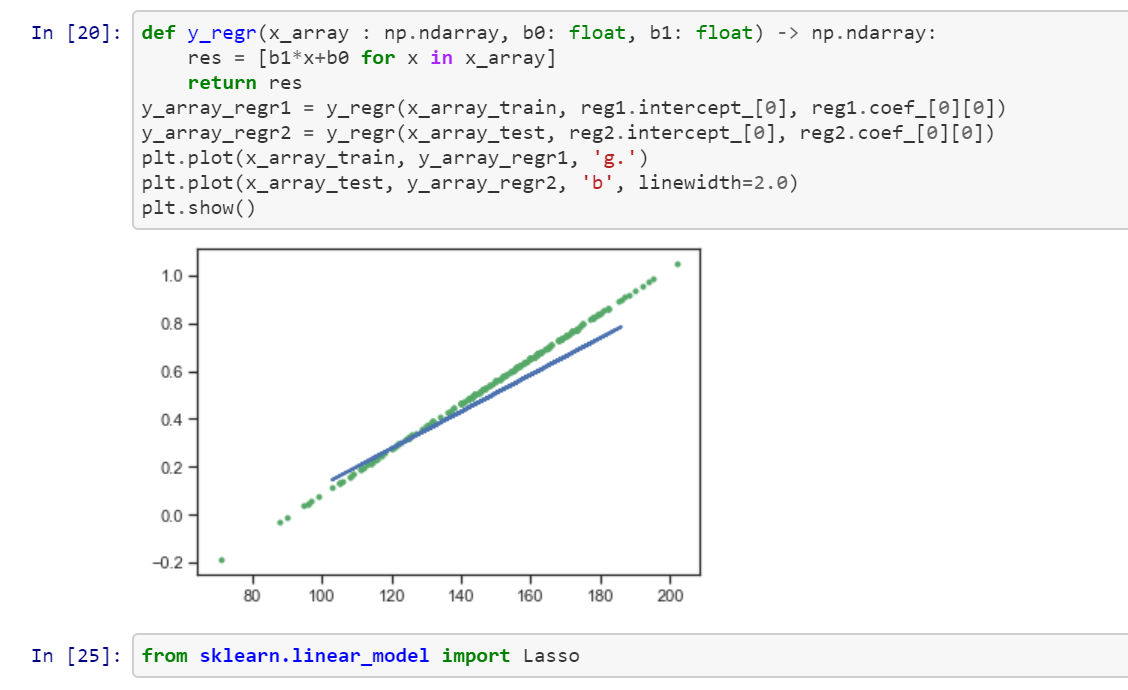 In [20]: def y_regr(x_array : np.ndarray, b0: float, b1: float) -> np.ndarray:
    res = [b1*x+b0 for x in x_array]
    return res
y_array_regr1 = y_regr(x_array_train, reg1.intercept_[0], reg1.coef_[0][0])
y_array_regr2 = y_regr(x_array_test, reg2.intercept_[0], reg2.coef_[0][0])
plt.plot(x_array_train, y_array_regr1, 'g.')
plt.plot(x_array_test, y_array_regr2, 'b', linewidth=2.0)
plt.show()
1.0
0.8
0.6
0.4
0.2
0.0
−0.2
80 100 120 140 160 180 200
In [25]: from sklearn.linear_model import Lasso